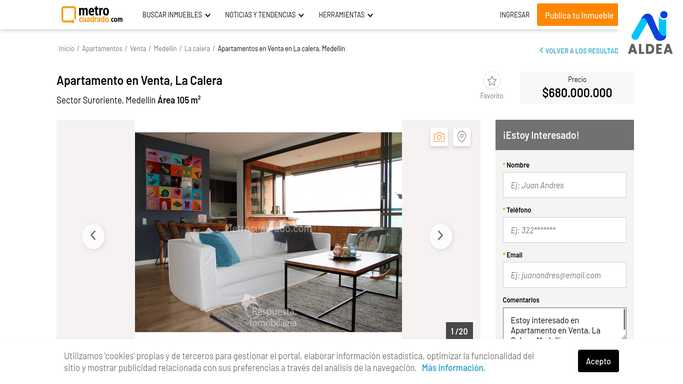 metro
cuadrado.com
BUSCAR INMUEBLES
NOTICIAS Y TENDENCIAS
HERRAMIENTAS
INGRESAR
Publica tu Inmueble
ALDEA
Inicio / Apartamentos / Venta / Medellín / La calera / Apartamentos en Venta en La calera, Medellín
VOLVER A LOS RESULTAD
Apartamento en Venta, La Calera
Sector Suroriente, Medellín Área 105 m²
Favorito
Precio
$680.000.000
¡Estoy Interesado!
* Nombre
Ej: Juan Andres
* Teléfono
Ej: 322*******
* Email
Ej: juanandres@email.com
Comentarios
Estoy interesado en
Apartamento en Venta, La
Metrocuadrado.com
Respuesta
Inmobiliaria
1 / 20
Utilizamos 'cookies' propias y de terceros para gestionar el portal, elaborar información estadística, optimizar la funcionalidad del
sitio y mostrar publicidad relacionada con sus preferencias a través del análisis de la navegación. Más información.
Acepto